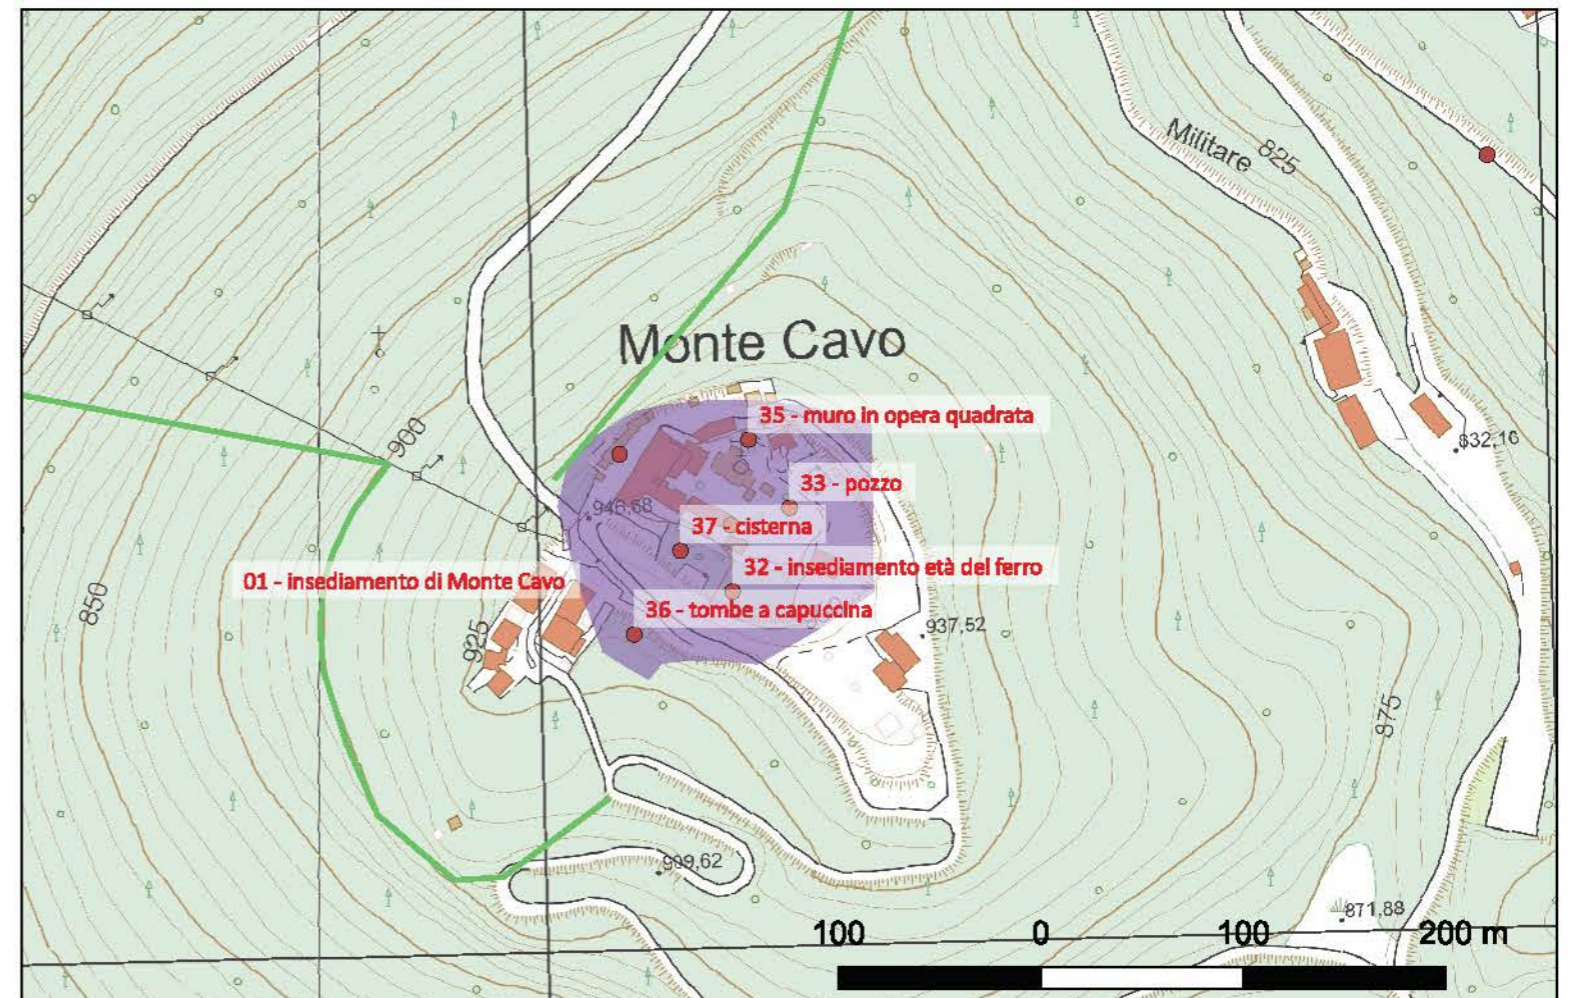 Militare
825
Monte Cavo
900
35 - muro in opera quadrata
832,16
33 - pozzo
946,68
37 - cisterna
32 - insediamento età del ferro
01 - insediamento di Monte Cavo
850
36 - tombe a capuccina
937,52
925
875
909,62
871,88
100 0 100 200 m